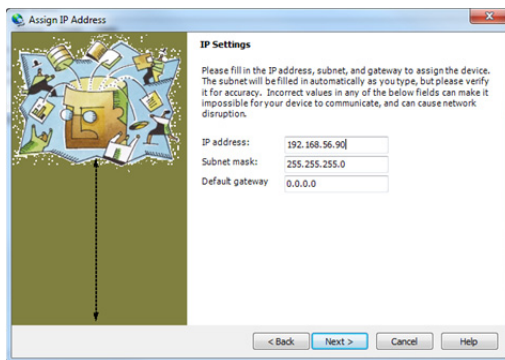 Assign IP Address
IP Settings
Please fill in the IP address, subnet, and gateway to assign the device.
The subnet will be filled in automatically as you type, but please verify
it for accuracy. Incorrect values in any of the below fields can make it
impossible for your device to communicate, and can cause network
disruption.
IP address: 192.168.56.90
Subnet mask: 255.255.255.0
Default gateway 0.0.0.0
< Back Next > Cancel Help